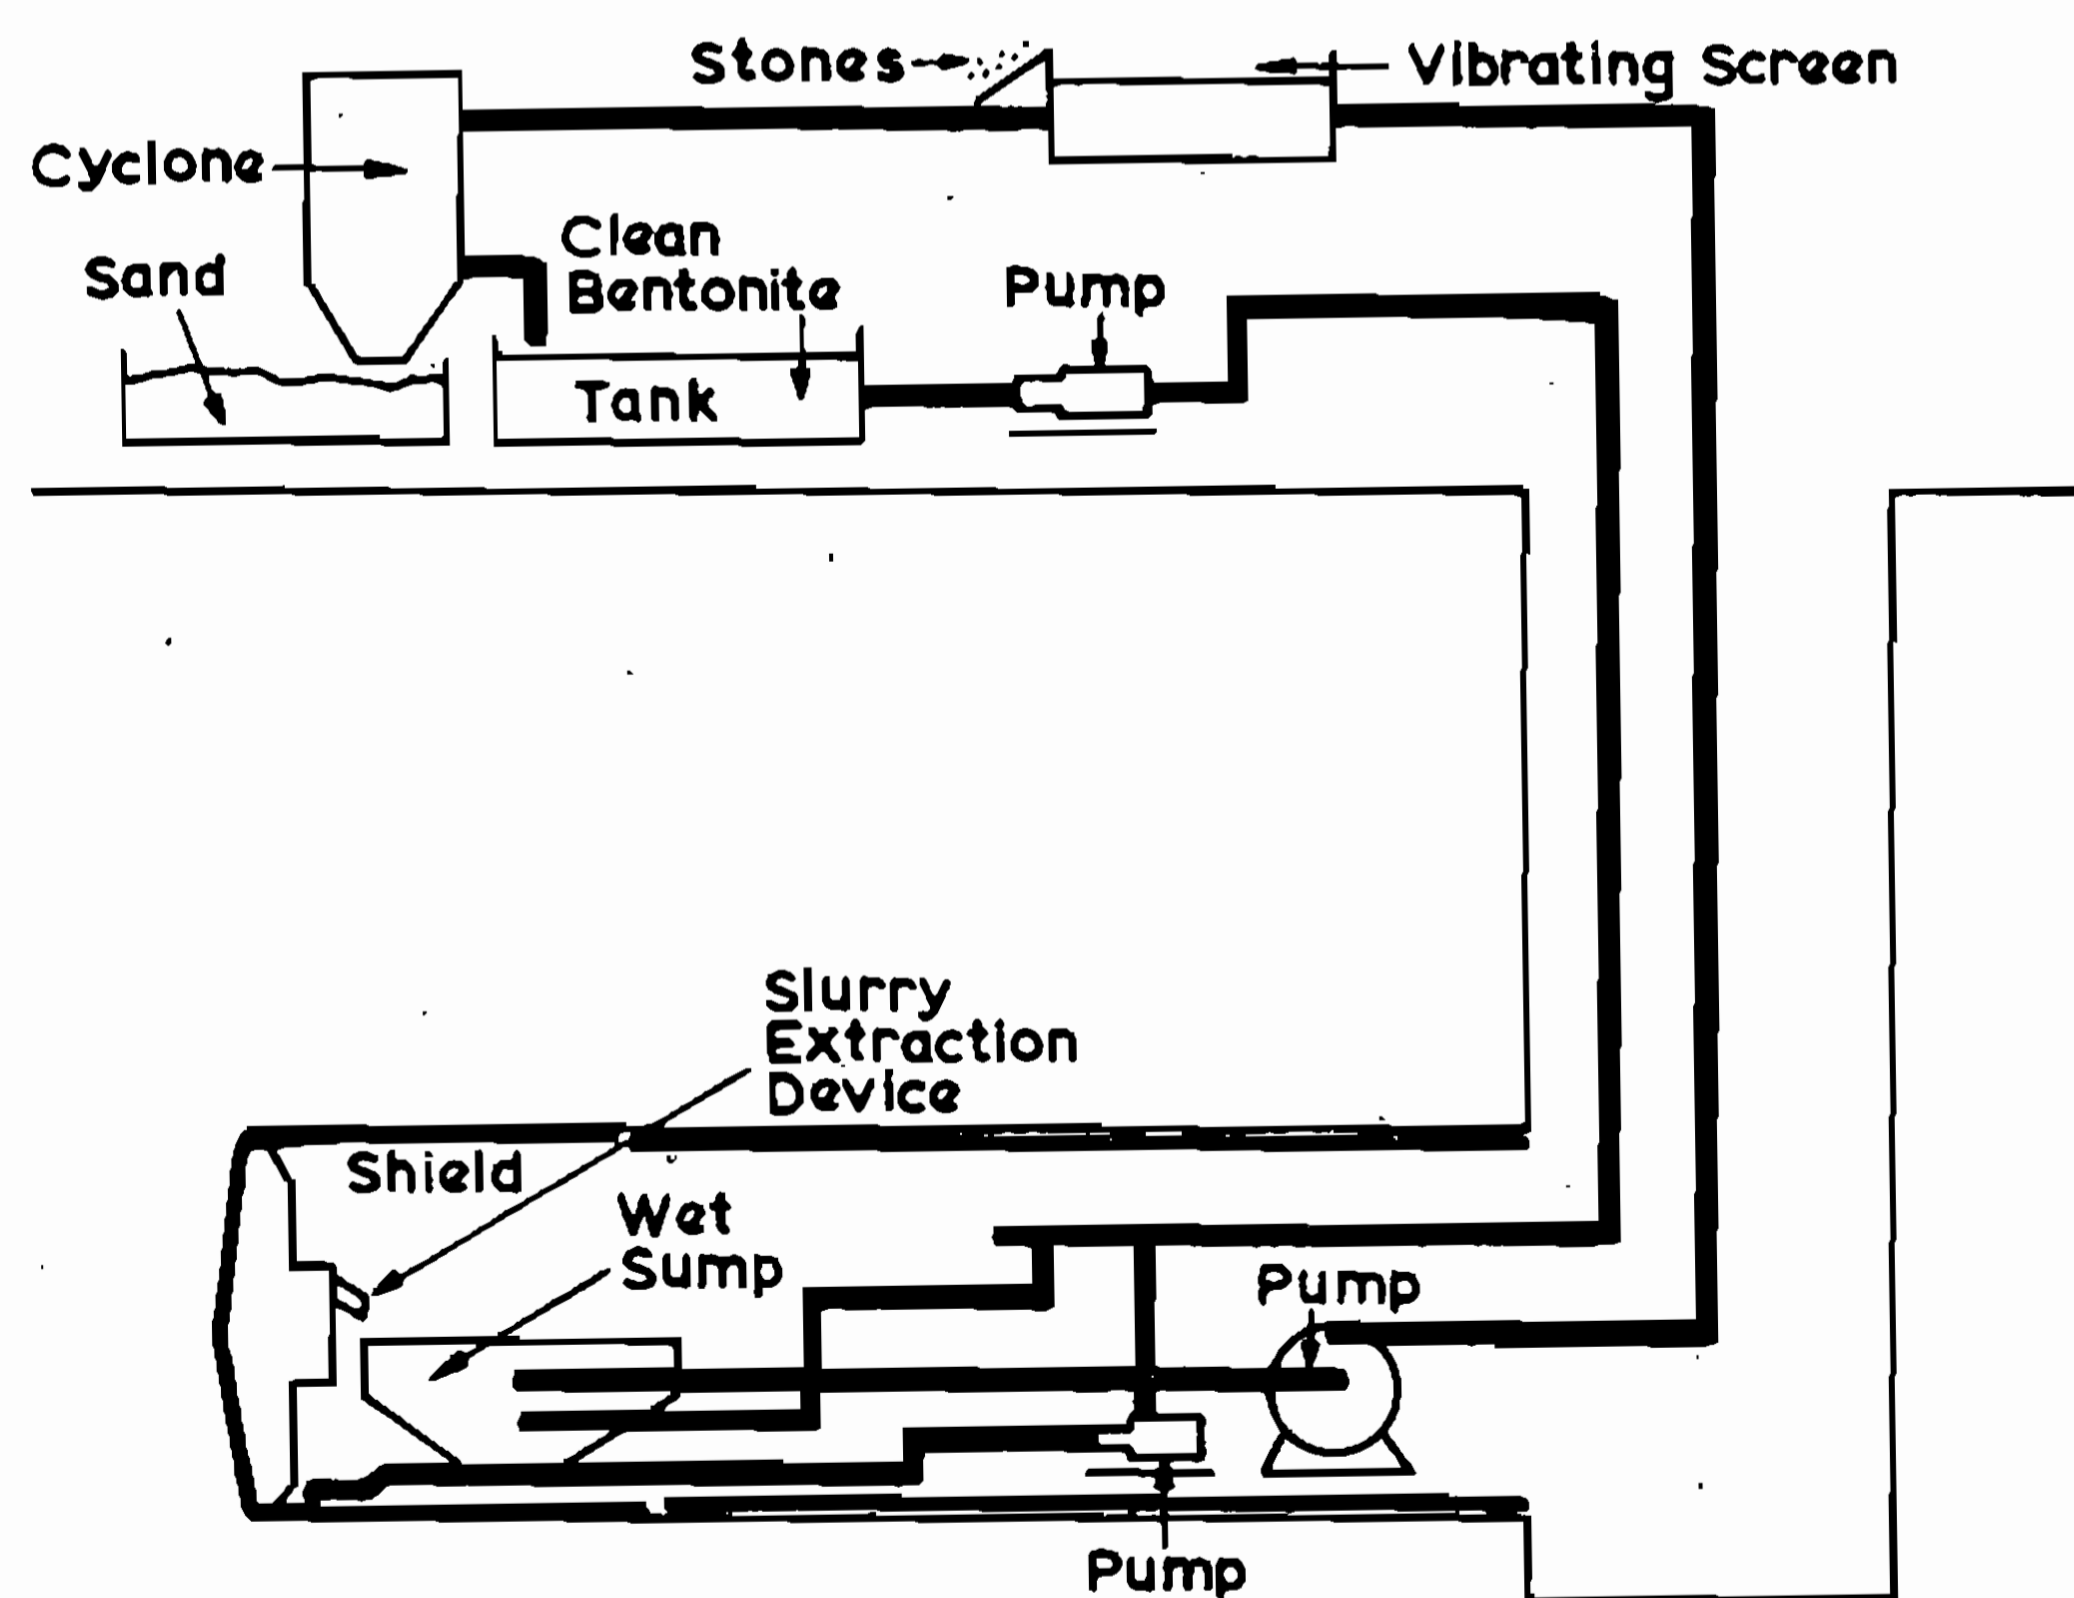 Stones
Vibrating Screen
Cyclone
Clean
Bentonite
Sand
Pump
Tank
Slurry
Extraction
Device
Shield
Wet
Sump
Pump
Pump